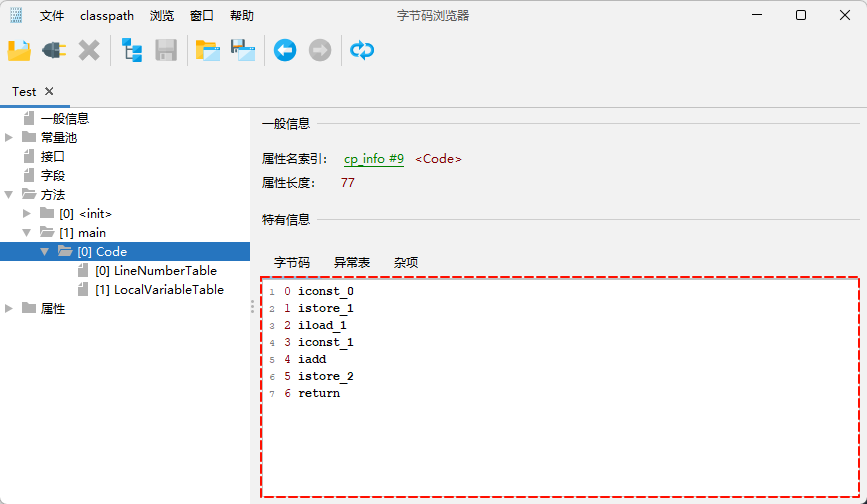 文件 classpath 浏览 窗口 帮助 字节码浏览器
Test
一般信息
常量池
接口
字段
方法
[0] <init>
[1] main
[0] Code
[0] LineNumberTable
[1] LocalVariableTable
属性
一般信息
属性名索引: cp_info #9 <Code>
属性长度: 77
特有信息
字节码 异常表 杂项
1 0 iconst_0
2 1 istore_1
3 2 iload_1
4 3 iconst_1
5 4 iadd
6 5 istore_2
7 6 return